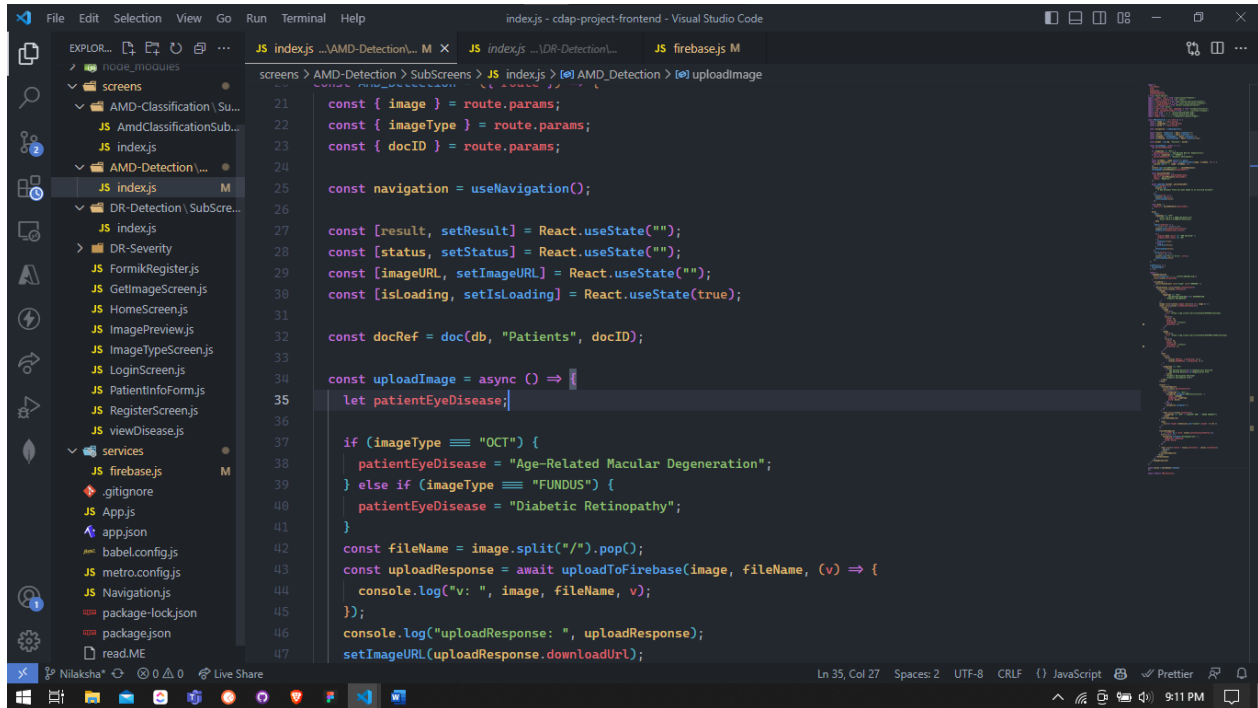 File Edit Selection View Go Run Terminal Help
index.js - cdap-project-frontend - Visual Studio Code
EXPLOR...
JS index.js ...\AMD-Detection\... M
JS index.js ...\DR-Detection\...
JS firebase.js M
screens > AMD-Detection > SubScreens > JS index.js > AMD_Detection > uploadImage
node_modules
screens
AMD-Classification\Su...
JS AmdClassificationSub...
JS index.js
AMD-Detection\...
JS index.js M
DR-Detection\SubScre...
JS index.js
DR-Severity
JS FormikRegister.js
JS GetImageScreen.js
JS HomeScreen.js
JS ImagePreview.js
JS ImageTypeScreen.js
JS LoginScreen.js
JS PatientInfoForm.js
JS RegisterScreen.js
JS viewDisease.js
services
JS firebase.js M
.gitignore
JS App.js
app.json
babel.config.js
JS metro.config.js
JS Navigation.js
package-lock.json
package.json
read.ME
20 const AMD_Detection = ({ route }) => {
21 const { image } = route.params;
22 const { imageType } = route.params;
23 const { docID } = route.params;
24
25 const navigation = useNavigation();
26
27 const [result, setResult] = React.useState("");
28 const [status, setStatus] = React.useState("");
29 const [imageURL, setImageURL] = React.useState("");
30 const [isLoading, setIsLoading] = React.useState(true);
31
32 const docRef = doc(db, "Patients", docID);
33
34 const uploadImage = async () => {
35 let patientEyeDisease;
36
37 if (imageType === "OCT") {
38 patientEyeDisease = "Age-Related Macular Degeneration";
39 } else if (imageType === "FUNDUS") {
40 patientEyeDisease = "Diabetic Retinopathy";
41 }
42 const fileName = image.split("/").pop();
43 const uploadResponse = await uploadToFirebase(image, fileName, (v) => {
44 console.log("v: ", image, fileName, v);
45 });
46 console.log("uploadResponse: ", uploadResponse);
47 setImageURL(uploadResponse.downloadUrl);
2
1
Nilaksha* 0 0 Live Share
Ln 35, Col 27 Spaces: 2 UTF-8 CRLF {} JavaScript Prettier
9:11 PM